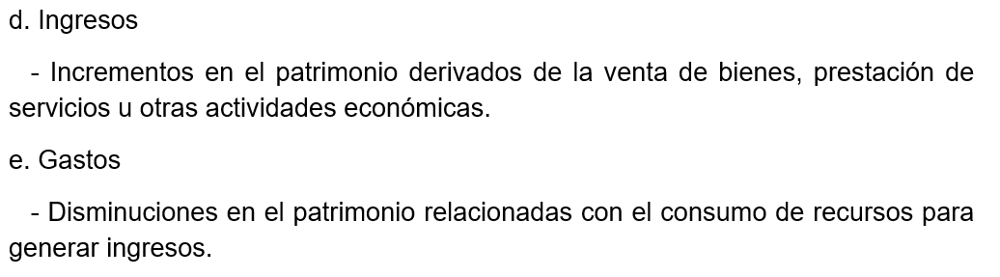 d. Ingresos
- Incrementos en el patrimonio derivados de la venta de bienes, prestación de
servicios u otras actividades económicas.
e. Gastos
- Disminuciones en el patrimonio relacionadas con el consumo de recursos para
generar ingresos.